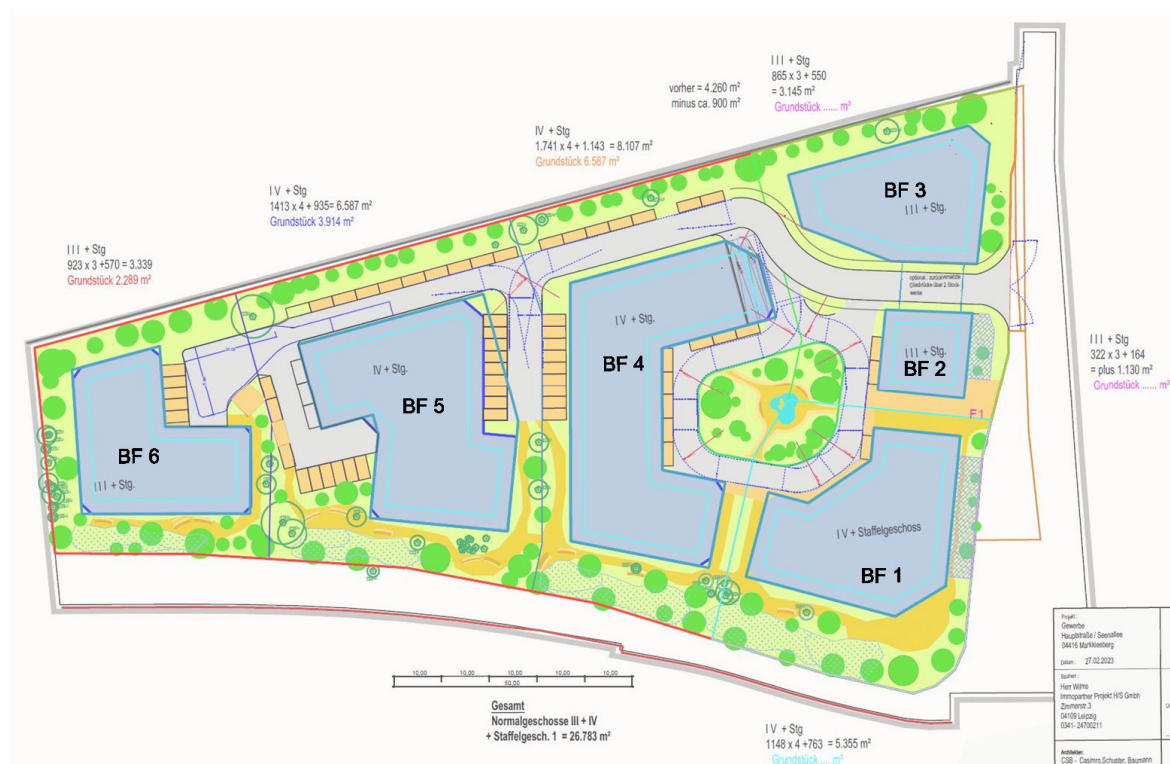 III + Stg
865 x 3 + 550
= 3.145 m²
Grundstück ...... m²
vorher = 4.260 m²
minus ca. 900 m²
IV + Stg
1.741 x 4 + 1.143 = 8.107 m²
Grundstück 6.587 m²
IV + Stg
1413 x 4 + 935= 6.587 m²
Grundstück 3.914 m²
III + Stg
923 x 3 +570 = 3.339
Grundstück 2.289 m²
BF 3
III + Stg.
optional : zurückversetzte
Glasbrücke über 2 Stock-
werke
IV + Stg.
BF 4
III + Stg.
BF 2
III + Stg
322 x 3 + 164
= plus 1.130 m²
Grundstück ...... m²
IV + Stg.
BF 5
F1
BF 6
III + Stg.
IV + Staffelgeschoss
BF 1
10,00 10,00 10,00 10,00 10,00
50,00
Gesamt
Normalgeschosse III + IV
+ Staffelgesch. 1 = 26.783 m²
IV + Stg
1148 x 4 +763 = 5.355 m²
Grundstück .... m²
Projekt :
Gewerbe
Hauptstraße / Seenallee
04416 Markkleeberg
Datum : 27.02.2023
Bauherr :
Herr Wilms
Immopartner Projekt H/S Gmbh
Zimmerstr.3
04109 Leipzig
0341- 24700211
Architekten:
CSB - Casimro,Schuster, Baumann